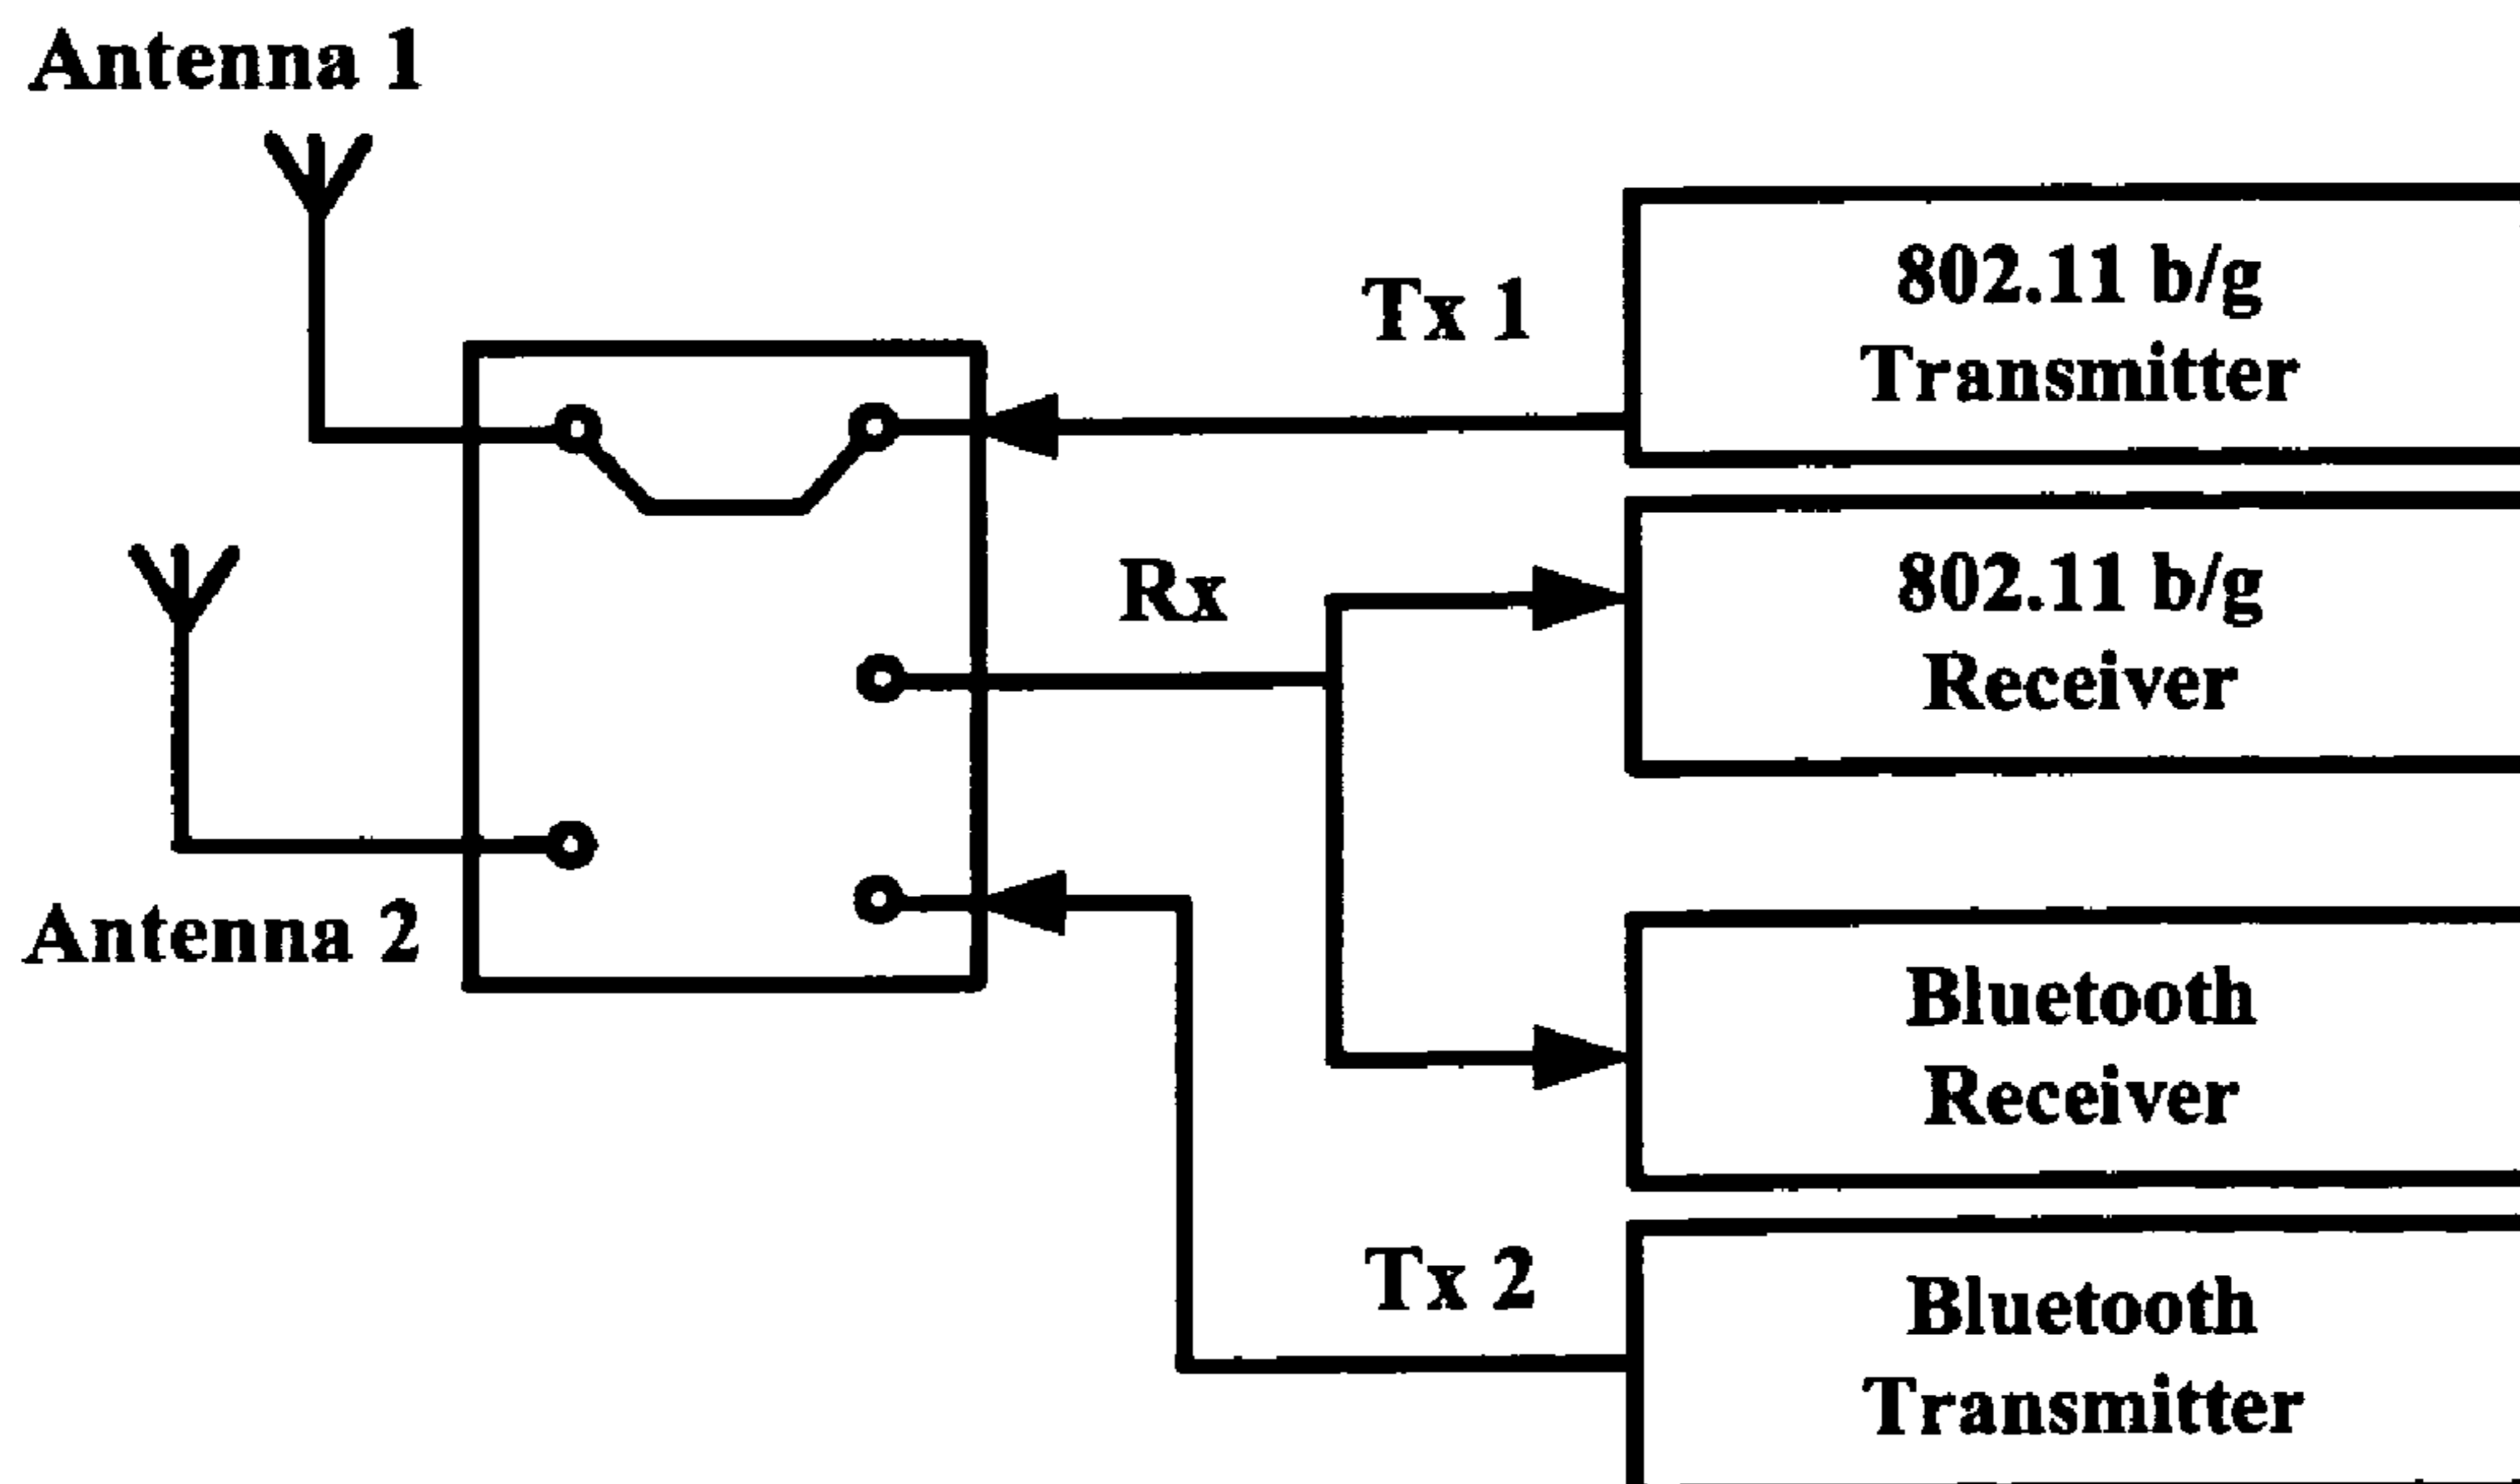 Antenna 1
Tx 1
802.11 b/g
Transmitter
Rx
802.11 b/g
Receiver
Antenna 2
Bluetooth
Receiver
Tx 2
Bluetooth
Transmitter